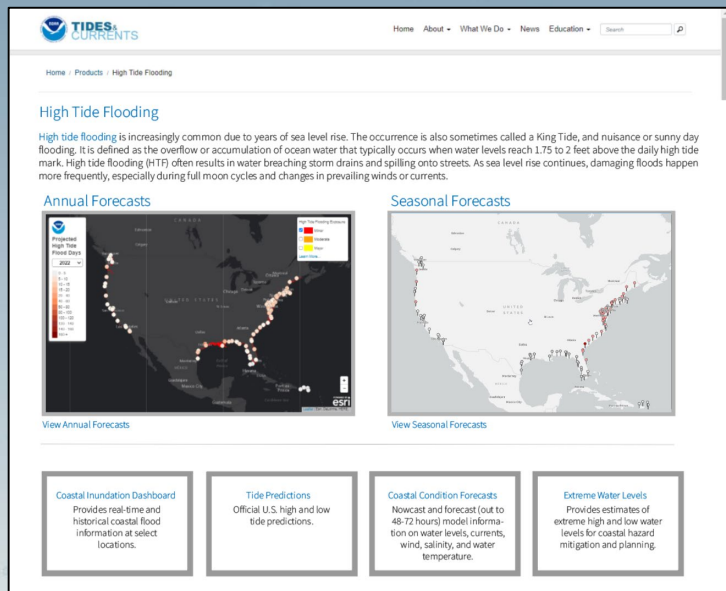 TIDES&
CURRENTS
Home About What We Do News Education Search
Home / Products / High Tide Flooding
High Tide Flooding
High tide flooding is increasingly common due to years of sea level rise. The occurrence is also sometimes called a King Tide, and nuisance or sunny day
flooding. It is defined as the overflow or accumulation of ocean water that typically occurs when water levels reach 1.75 to 2 feet above the daily high tide
mark. High tide flooding (HTF) often results in water breaching storm drains and spilling onto streets. As sea level rise continues, damaging floods happen
more frequently, especially during full moon cycles and changes in prevailing winds or currents.
Annual Forecasts
Projected
High Tide
Flood Days
2022
High Tide Flooding
Minor
Moderate
Major
CANADA
UNITED STATES
esri
View Annual Forecasts
Seasonal Forecasts
CANADA
UNITED
STATES
View Seasonal Forecasts
Coastal Inundation Dashboard
Provides real-time and
historical coastal flood
information at select
locations.
Tide Predictions
Official U.S. high and low
tide predictions.
Coastal Condition Forecasts
Nowcast and forecast (out to
48-72 hours) model informa-
tion on water levels, currents,
wind, salinity, and water
temperature.
Extreme Water Levels
Provides estimates of
extreme high and low water
levels for coastal hazard
mitigation and planning.